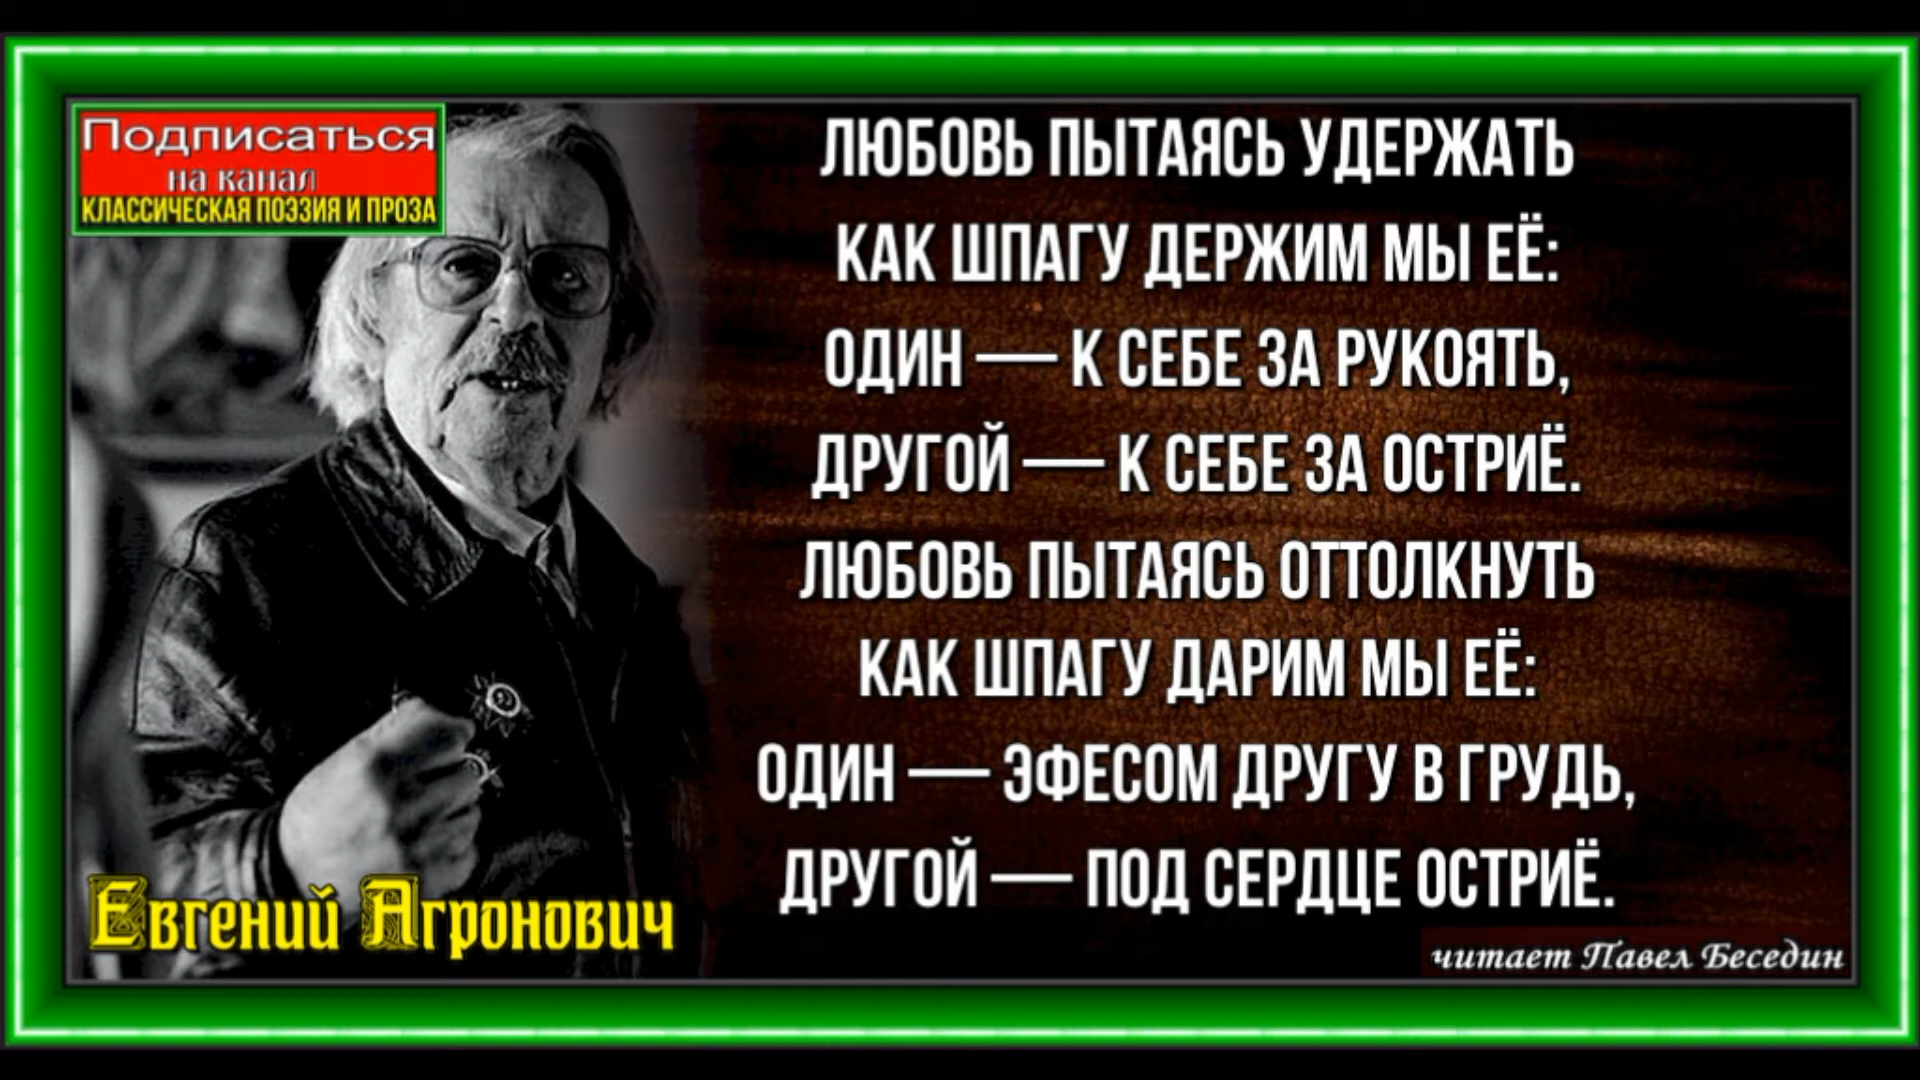 Подписаться
на канал
КЛАССИЧЕСКАЯ ПОЭЗИЯ И ПРОЗА
ЛЮБОВЬ ПЫТАЯСЬ УДЕРЖАТЬ
КАК ШПАГУ ДЕРЖИМ МЫ ЕЁ:
ОДИН — К СЕБЕ ЗА РУКОЯТЬ,
ДРУГОЙ — К СЕБЕ ЗА ОСТРИЁ.
ЛЮБОВЬ ПЫТАЯСЬ ОТТОЛКНУТЬ
КАК ШПАГУ ДАРИМ МЫ ЕЁ:
ОДИН — ЭФЕСОМ ДРУГУ В ГРУДЬ,
ДРУГОЙ — ПОД СЕРДЦЕ ОСТРИЁ.
Евгений Агронович
читает Павел Беседин